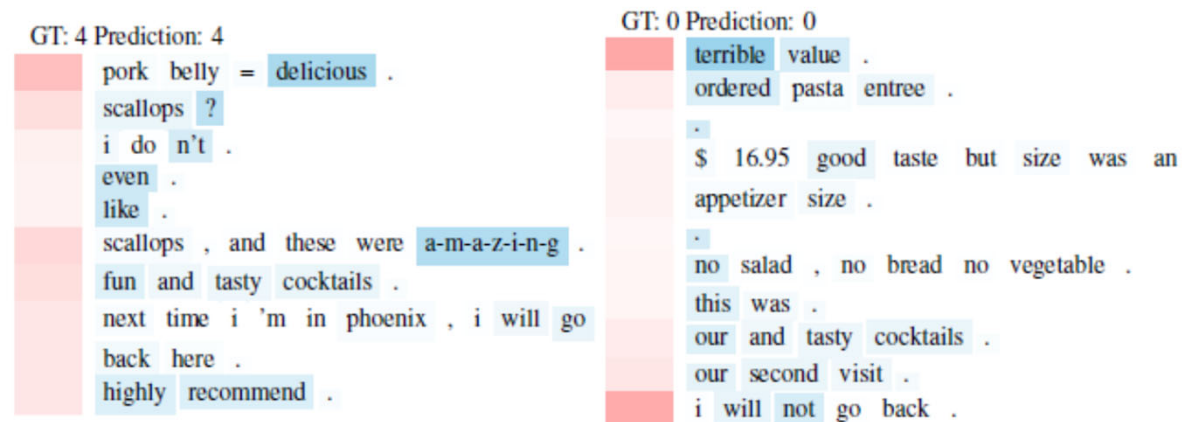 GT: 4 Prediction: 4
pork belly = delicious .
scallops ?
i do n't .
even .
like .
scallops , and these were a-m-a-z-i-n-g .
fun and tasty cocktails .
next time i 'm in phoenix , i will go
back here .
highly recommend .
GT: 0 Prediction: 0
terrible value .
ordered pasta entree .
.
$ 16.95 good taste but size was an
appetizer size .
.
no salad , no bread no vegetable .
this was .
our and tasty cocktails .
our second visit .
i will not go back .